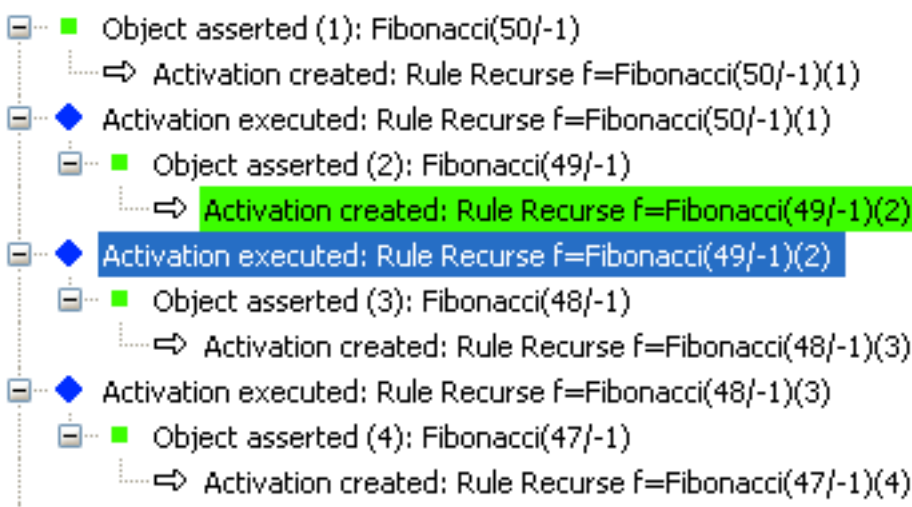 Object asserted (1): Fibonacci(50/-1)
Activation created: Rule Recurse f=Fibonacci(50/-1)(1)
Activation executed: Rule Recurse f=Fibonacci(50/-1)(1)
Object asserted (2): Fibonacci(49/-1)
Activation created: Rule Recurse f=Fibonacci(49/-1)(2)
Activation executed: Rule Recurse f=Fibonacci(49/-1)(2)
Object asserted (3): Fibonacci(48/-1)
Activation created: Rule Recurse f=Fibonacci(48/-1)(3)
Activation executed: Rule Recurse f=Fibonacci(48/-1)(3)
Object asserted (4): Fibonacci(47/-1)
Activation created: Rule Recurse f=Fibonacci(47/-1)(4)